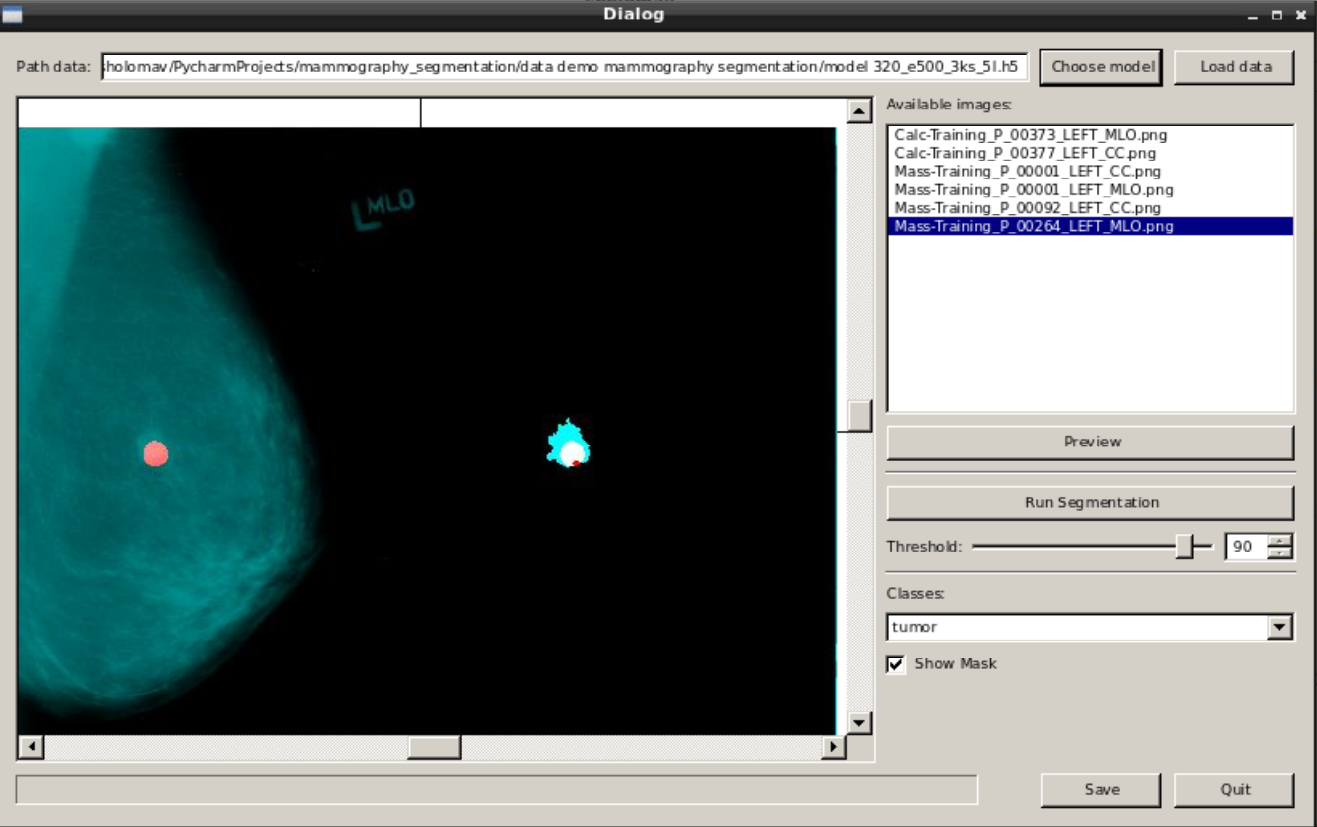 Dialog
Path data: sholomav/PycharmProjects/mammography_segmentation/data demo mammography segmentation/model 320_e500_3ks_5l.h5 Choose model Load data
Available images:
Calc-Training_P_00373_LEFT_MLO.png
Calc-Training_P_00377_LEFT_CC.png
Mass-Training_P_00001_LEFT_CC.png
Mass-Training_P_00001_LEFT_MLO.png
Mass-Training_P_00092_LEFT_CC.png
Mass-Training_P_00264_LEFT_MLO.png
L MLO
Preview
Run Segmentation
Threshold: 90
Classes:
tumor
Show Mask
Save Quit